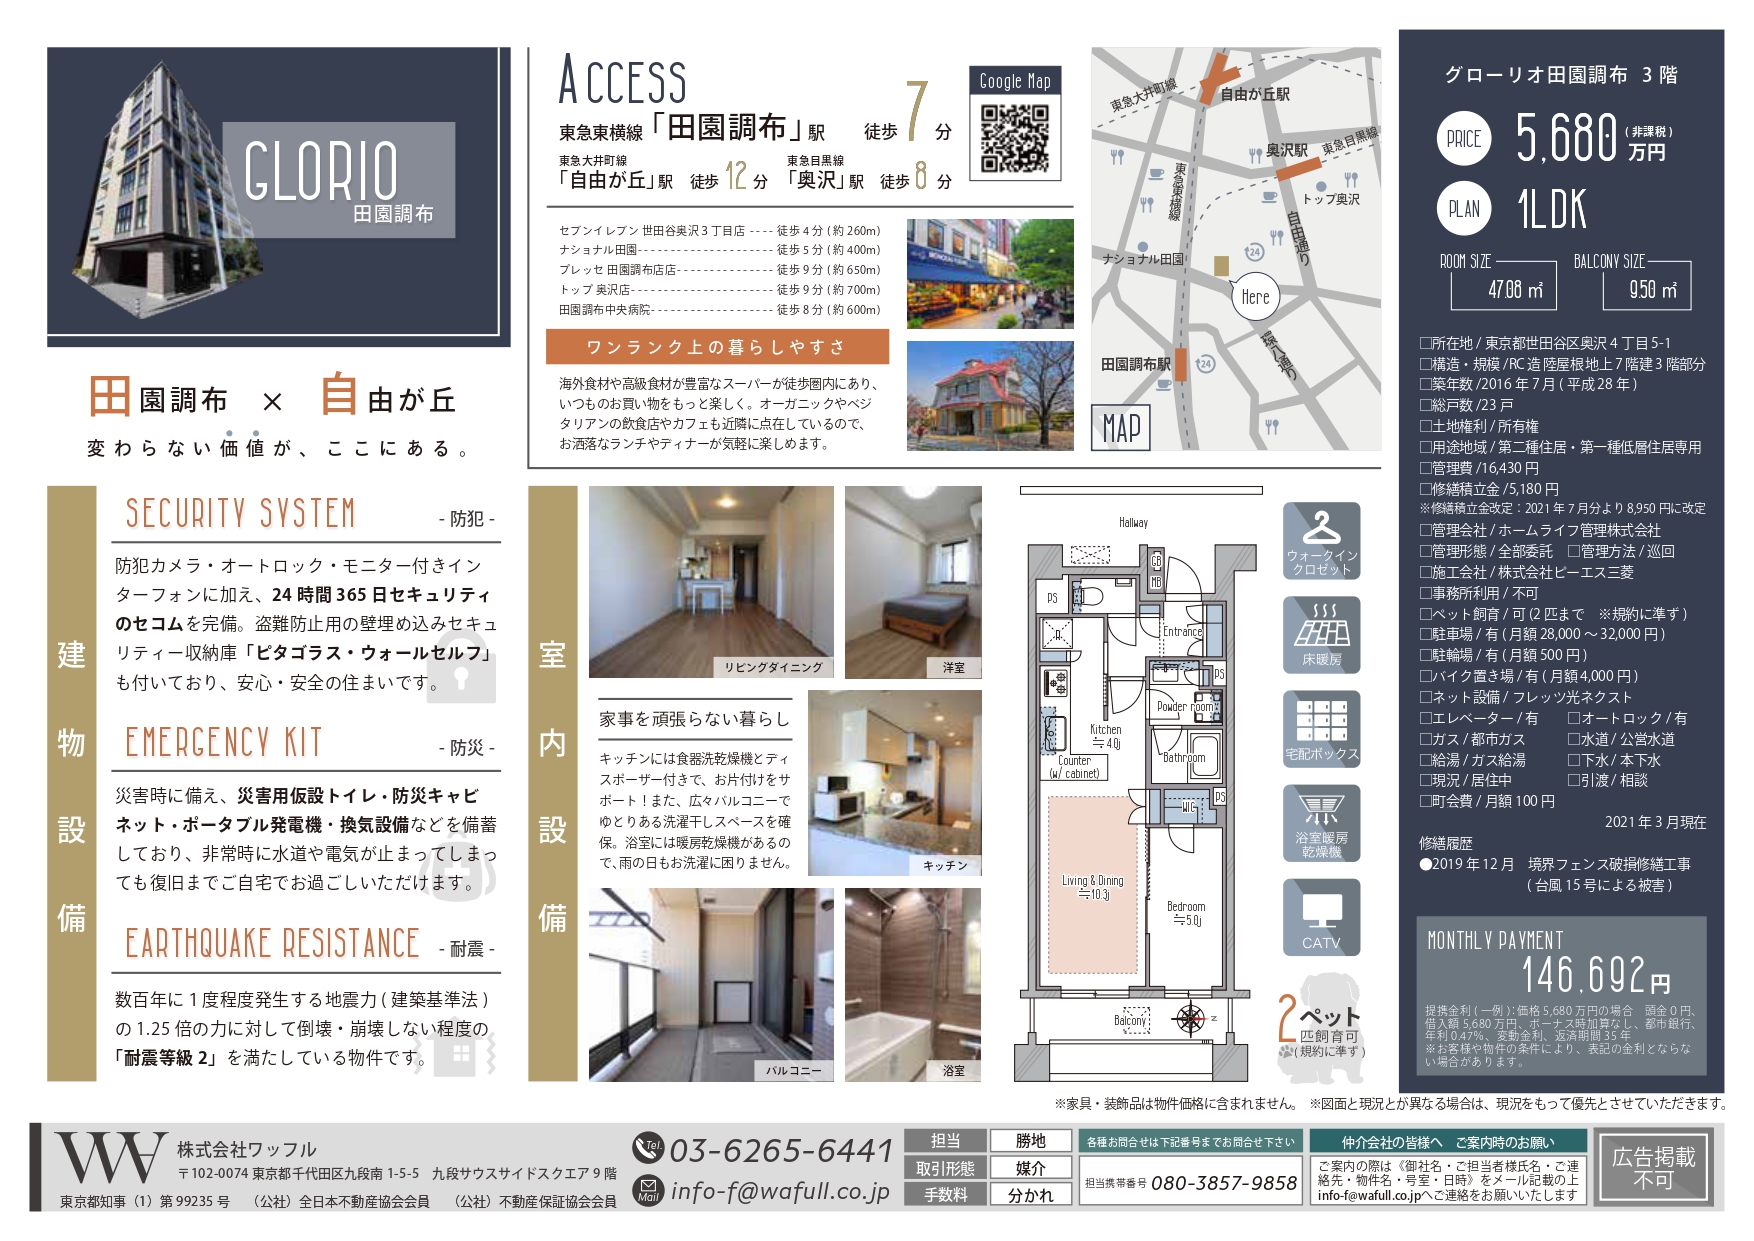 GLORIO
田園調布
田園調布 × 自由が丘
変わらない価値が、ここにある。
ACCESS
東急東横線「田園調布」駅 徒歩7分
東急大井町線
「自由が丘」駅 徒歩12分
東急目黒線
「奥沢」駅 徒歩8分
Google Map
セブンイレブン 世田谷奥沢3丁目店 ---- 徒歩4分(約260m)
ナショナル田園--------------------- 徒歩5分(約400m)
プレッセ 田園調布店店--------------- 徒歩9分(約650m)
トップ 奥沢店---------------------- 徒歩9分(約700m)
田園調布中央病院------------------- 徒歩8分(約600m)
ワンランク上の暮らしやすさ
海外食材や高級食材が豊富なスーパーが徒歩圏内にあり、
いつものお買い物をもっと楽しく。オーガニックやベジ
タリアンの飲食店やカフェも近隣に点在しているので、
お洒落なランチやディナーが気軽に楽しめます。
東急大井町線
自由が丘駅
奥沢駅
東急目黒線
東急東横線
トップ奥沢
自由通り
ナショナル田園
24
Here
環八通り
田園調布駅
24
MAP
建物設備
SECURITY SYSTEM
- 防犯 -
防犯カメラ・オートロック・モニター付きイン
ターフォンに加え、24時間365日セキュリティ
のセコムを完備。盗難防止用の壁埋め込みセキュ
リティー収納庫「ピタゴラス・ウォールセルフ」
も付いており、安心・安全の住まいです。
EMERGENCY KIT
- 防災 -
災害時に備え、災害用仮設トイレ・防災キャビ
ネット・ポータブル発電機・換気設備などを備蓄
しており、非常時に水道や電気が止まってしまっ
ても復旧までご自宅でお過ごしいただけます。
EARTHQUAKE RESISTANCE
- 耐震 -
数百年に1度程度発生する地震力(建築基準法)
の1.25倍の力に対して倒壊・崩壊しない程度の
「耐震等級2」を満たしている物件です。
室内設備
リビングダイニング
洋室
家事を頑張らない暮らし
キッチンには食器洗乾燥機とディ
スポーザー付きで、お片付けをサ
ポート！また、広々バルコニーで
ゆとりある洗濯干しスペースを確
保。浴室には暖房乾燥機があるの
で、雨の日もお洗濯に困りません。
キッチン
バルコニー
浴室
Hallway
CB
MB
PS
Entrance
R
PS
Powder room
Kitchen
≒4.0j
Counter
(w/ cabinet)
Bathroom
WIC
PS
Living & Dining
≒10.3j
Bedroom
≒5.0j
Balcony
N
ウォークイン
クロゼット
床暖房
宅配ボックス
浴室暖房
乾燥機
CATV
2ペット
匹飼育可
(規約に準ず)
グローリオ田園調布 3階
PRICE
5,680(非課税)
万円
PLAN
1LDK
ROOM SIZE
47.08 ㎡
BALCONY SIZE
9.50 ㎡
□所在地 / 東京都世田谷区奥沢4丁目5-1
□構造・規模 /RC造 陸屋根 地上7階建3階部分
□築年数 /2016年7月(平成28年)
□総戸数 /23戸
□土地権利 / 所有権
□用途地域 / 第二種住居・第一種低層住居専用
□管理費 /16,430円
□修繕積立金 /5,180円
※修繕積立金改定：2021年7月分より8,950円に改定
□管理会社 / ホームライフ管理株式会社
□管理形態 / 全部委託 □管理方法 / 巡回
□施工会社 / 株式会社ピーエス三菱
□事務所利用 / 不可
□ペット飼育 / 可(2匹まで ※規約に準ず)
□駐車場 / 有(月額28,000～32,000円)
□駐輪場 / 有(月額500円)
□バイク置き場 / 有(月額4,000円)
□ネット設備 / フレッツ光ネクスト
□エレベーター / 有 □オートロック / 有
□ガス / 都市ガス □水道 / 公営水道
□給湯 / ガス給湯 □下水 / 本下水
□現況 / 居住中 □引渡 / 相談
□町会費 / 月額100円
2021年3月現在
修繕履歴
●2019年12月 境界フェンス破損修繕工事
(台風15号による被害)
MONTHLY PAYMENT
146,692円
提携金利(一例):価格5,680万円の場合 頭金0円、
借入額5,680万円、ボーナス時加算なし、都市銀行、
年利0.47%、変動金利、返済期間35年
※お客様や物件の条件により、表記の金利とならな
い場合があります。
※家具・装飾品は物件価格に含まれません。 ※図面と現況とが異なる場合は、現況をもって優先とさせていただきます。
株式会社ワッフル
〒102-0074 東京都千代田区九段南1-5-5 九段サウスサイドスクエア9階
東京都知事（1）第99235号 （公社）全日本不動産協会会員 （公社）不動産保証協会会員
Tel. 03-6265-6441
Mail info-f@wafull.co.jp
担当 勝地
取引形態 媒介
手数料 分かれ
各種お問合せは下記番号までお問合せ下さい
担当携帯番号 080-3857-9858
仲介会社の皆様へ ご案内時のお願い
ご案内の際は《御社名・ご担当者様氏名・ご連
絡先・物件名・号室・日時》をメール記載の上
info-f@wafull.co.jpへご連絡をお願いいたします
広告掲載
不可